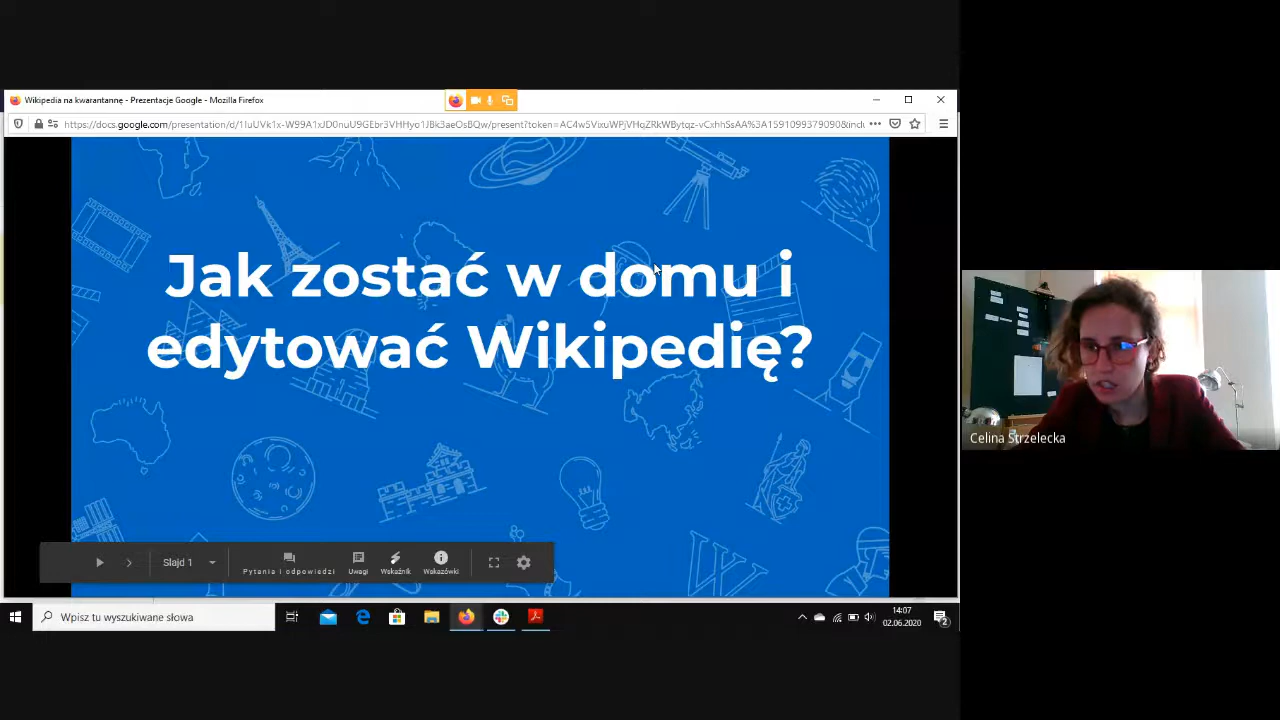 Wikipedia na kwarantannę - Prezentacje Google - Mozilla Firefox
Jak zostać w domu i
edytować Wikipedię?
Slajd 1
Pytania i odpowiedzi
Uwagi
Wskaźnik
Wskazówki
Celina Strzelecka
Wpisz tu wyszukiwane słowa
14:07
02.06.2020
2